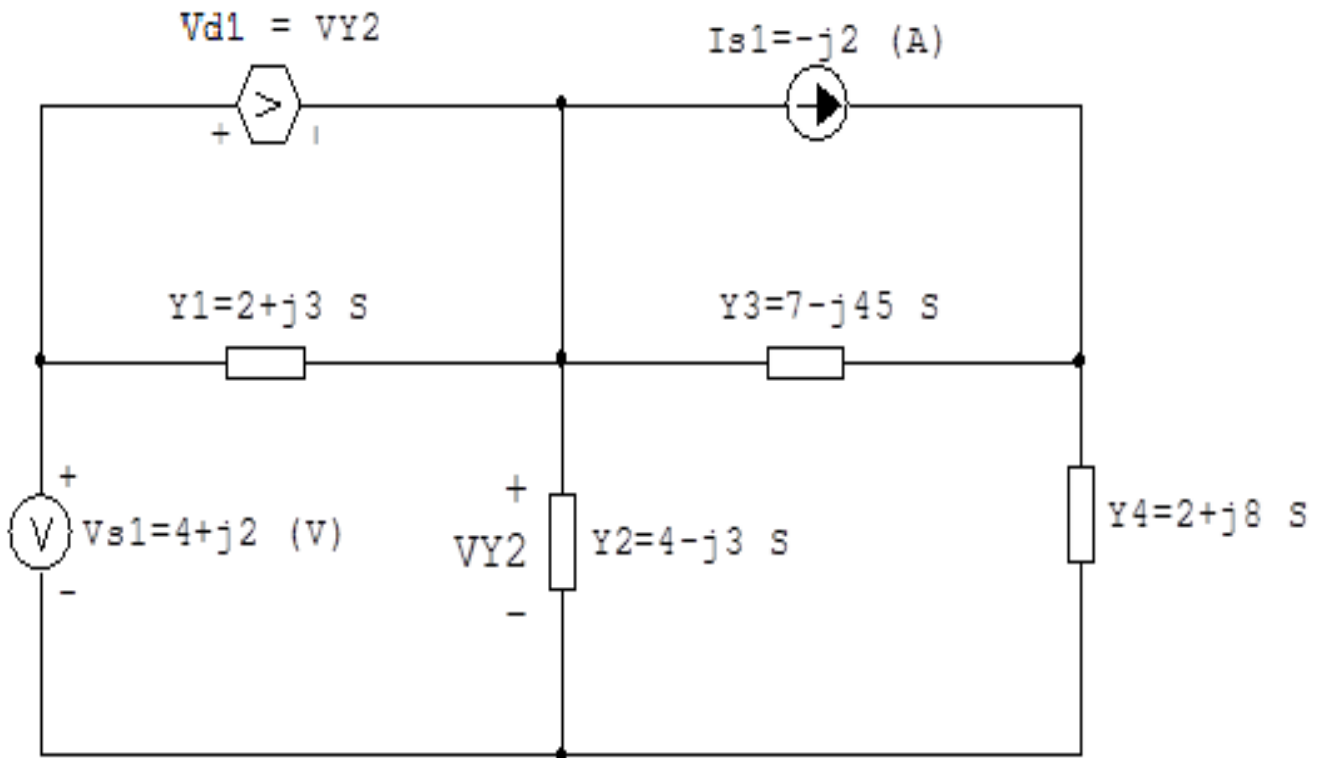 Vd1 = VY2
Is1=-j2 (A)
+
Y1=2+j3 S
Y3=7-j45 S
+
V
Vs1=4+j2 (V)
-
+
VY2
-
Y2=4-j3 S
Y4=2+j8 S